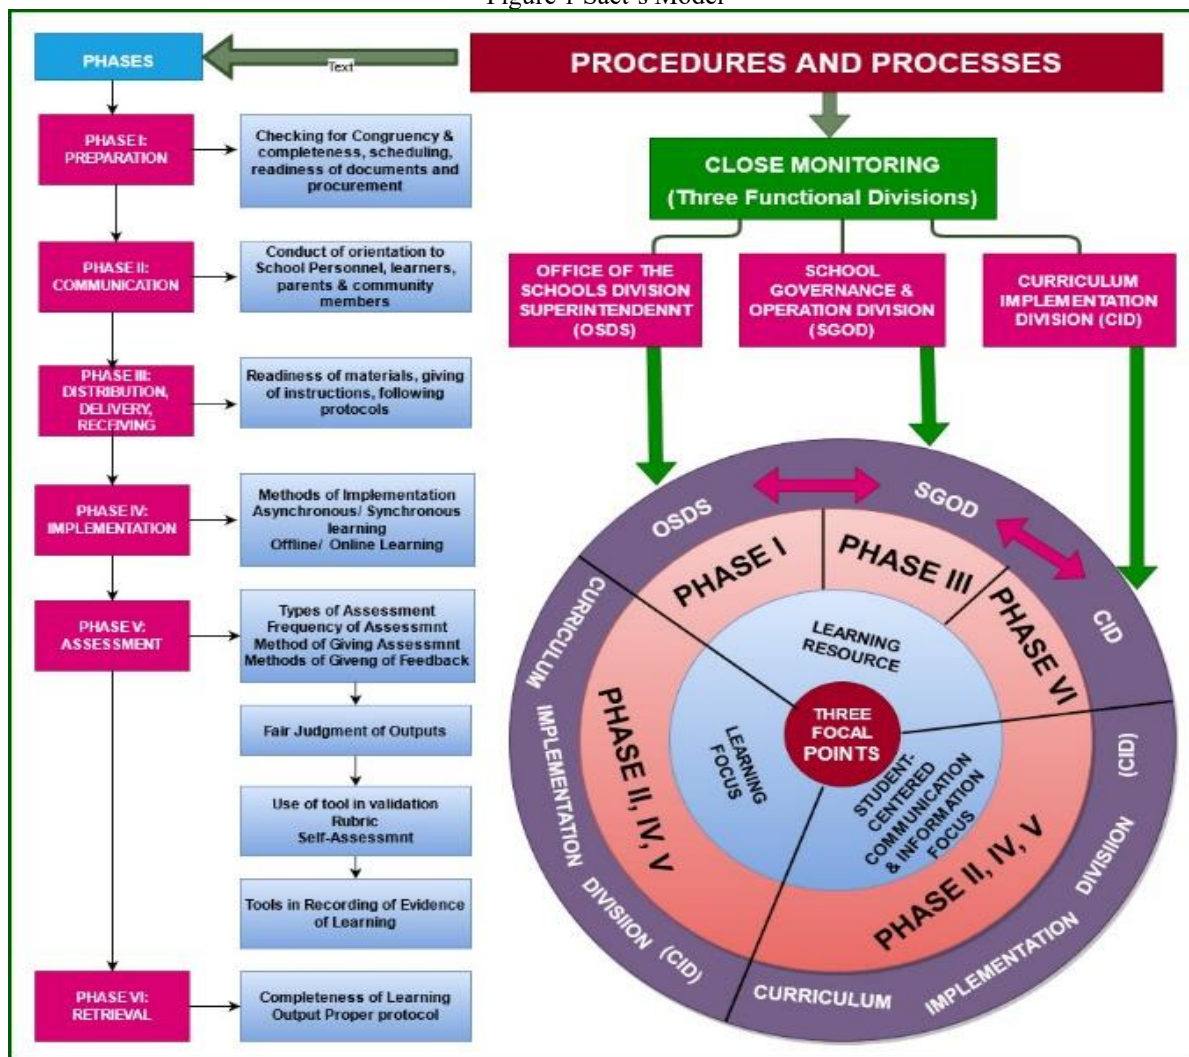 Figure 1 Sact's Model
PHASES
Text
PROCEDURES AND PROCESSES
PHASE I:
PREPARATION
Checking for Congruency &
completeness, scheduling,
readiness of documents and
procurement
CLOSE MONITORING
(Three Functional Divisions)
PHASE II:
COMMUNICATION
Conduct of orientation to
School Personnel, learners,
parents & community
members
OFFICE OF THE
SCHOOLS DIVISION
SUPERINTENDENNT
(OSDS)
SCHOOL
GOVERNANCE &
OPERATION DIVISION
(SGOD)
CURRICULUM
IMPLEMENTATION
DIVISION (CID)
PHASE III:
DISTRIBUTION,
DELIVERY,
RECEIVING
Readiness of materials, giving
of instructions, following
protocols
PHASE IV:
IMPLEMENTATION
Methods of Implementation
Asynchronous/ Synchronous
learning
Offline/ Online Learning
PHASE V:
ASSESSMENT
Types of Assessment
Frequency of Assessmnt
Method of Giving Assessmnt
Methods of Giveng of Feedback
Fair Judgment of Outputs
Use of tool in validation
Rubric
Self-Assessmnt
Tools in Recording of Evidence
of Learning
PHASE VI:
RETRIEVAL
Completeness of Learning
Output Proper protocol
OSDS
SGOD
CID
PHASE I
PHASE III
PHASE VI
LEARNING
RESOURCE
THREE
FOCAL
POINTS
LEARNING
FOCUS
STUDENT-
CENTERED
COMMUNICATION
& INFORMATION
FOCUS
PHASE II, IV, V
PHASE II, IV, V
CURRICULUM IMPLEMENTATION DIVISIION (CID)
CURRICULUM IMPLEMENTATION DIVISIION (CID)